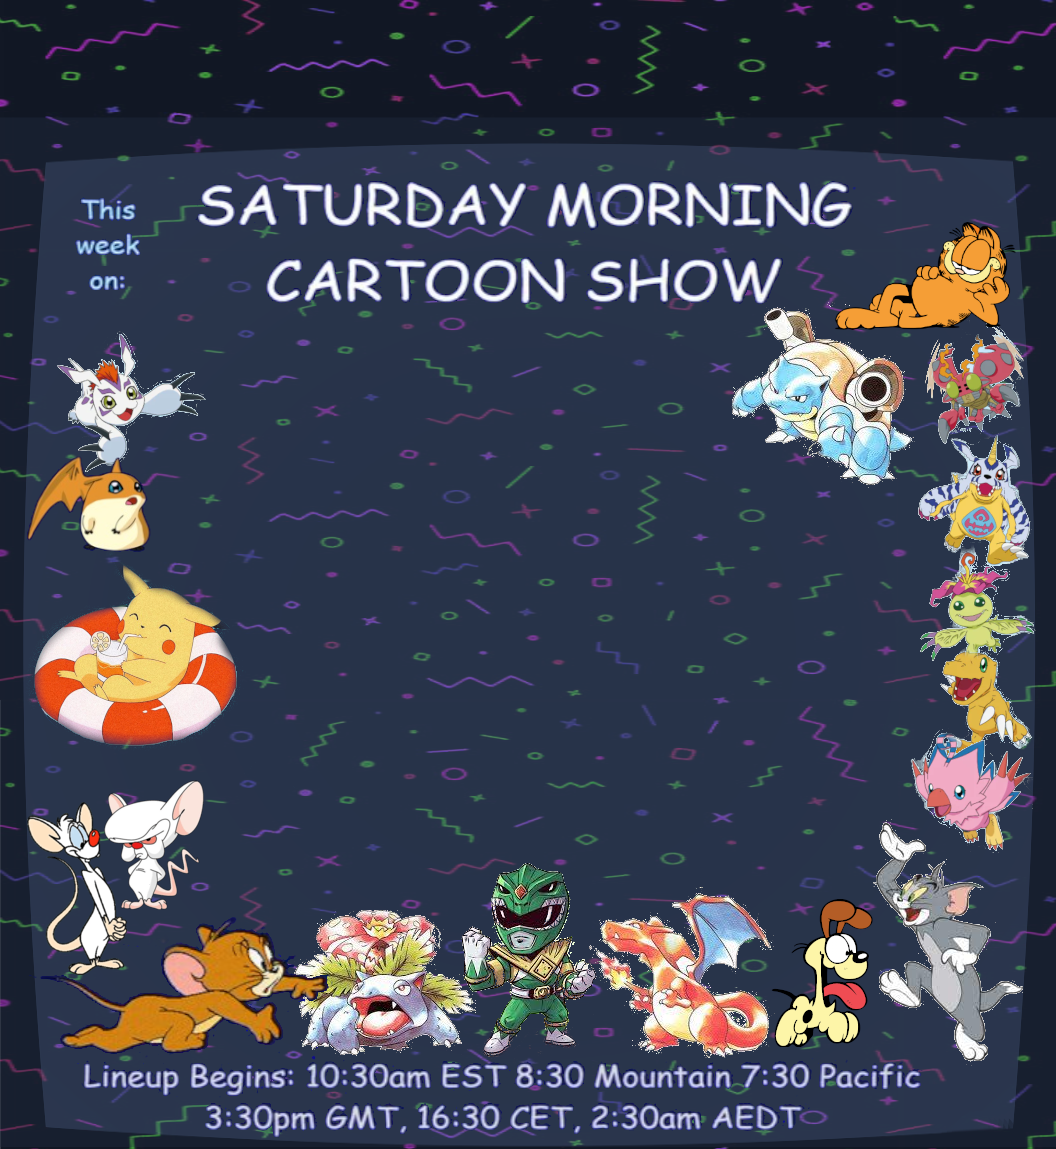 This
week
on:
SATURDAY MORNING
CARTOON SHOW
Lineup Begins: 10:30am EST 8:30 Mountain 7:30 Pacific
3:30pm GMT, 16:30 CET, 2:30am AEDT